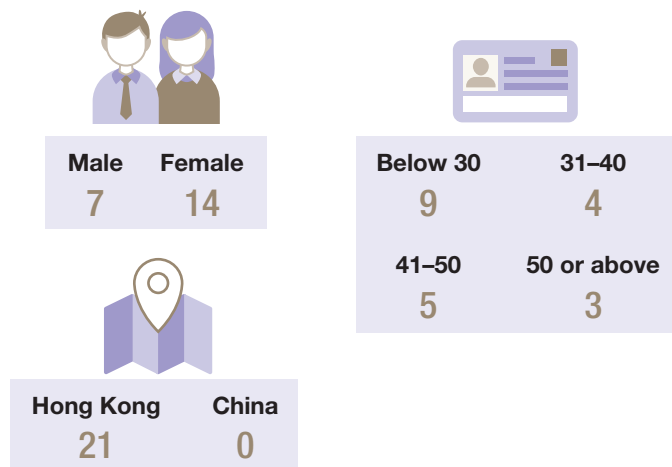 Male Female
7 14
Below 30 31–40
9 4
41–50 50 or above
5 3
Hong Kong China
21 0